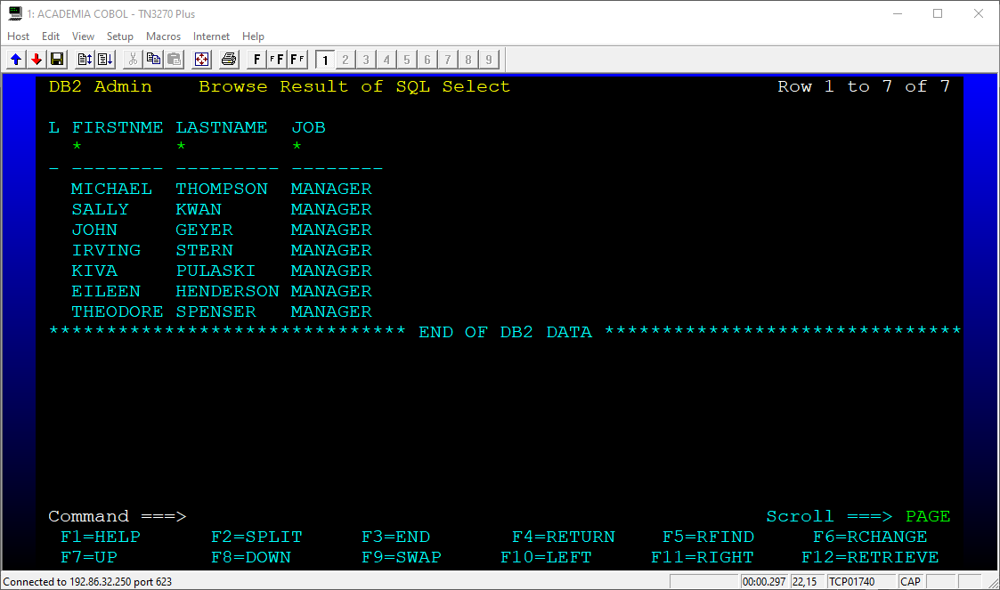 1: ACADEMIA COBOL - TN3270 Plus
Host Edit View Setup Macros Internet Help
F FF FF 1 2 3 4 5 6 7 8 9
DB2 Admin Browse Result of SQL Select Row 1 to 7 of 7
L FIRSTNME LASTNAME JOB
* * *
- -------- --------- --------
MICHAEL THOMPSON MANAGER
SALLY KWAN MANAGER
JOHN GEYER MANAGER
IRVING STERN MANAGER
KIVA PULASKI MANAGER
EILEEN HENDERSON MANAGER
THEODORE SPENSER MANAGER
******************************* END OF DB2 DATA *******************************
Command ===> Scroll ===> PAGE
F1=HELP F2=SPLIT F3=END F4=RETURN F5=RFIND F6=RCHANGE
F7=UP F8=DOWN F9=SWAP F10=LEFT F11=RIGHT F12=RETRIEVE
Connected to 192.86.32.250 port 623 00:00.297 22,15 TCP01740 CAP